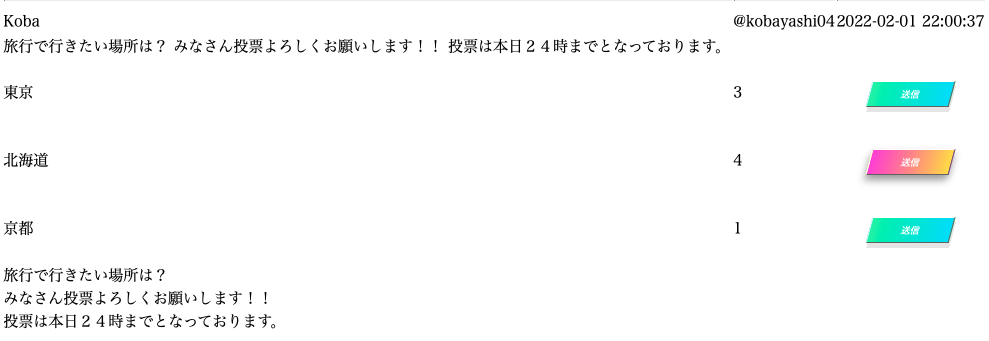 Koba @kobayashi04 2022-02-01 22:00:37
旅行で行きたい場所は？ みなさん投票よろしくお願いします！！ 投票は本日２４時までとなっております。
東京 3 送信
北海道 4 送信
京都 1 送信
旅行で行きたい場所は？
みなさん投票よろしくお願いします！！
投票は本日２４時までとなっております。